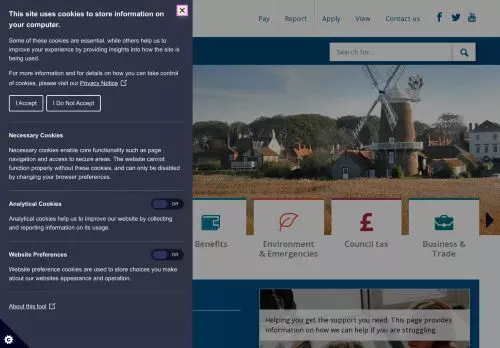 This site uses cookies to store information on
your computer.
Some of these cookies are essential, while others help us to
improve your experience by providing insights into how the site is
being used.
For more information and for details on how you can take control
of cookies, please visit our Privacy Notice
I Accept
I Do Not Accept
Necessary Cookies
Necessary cookies enable core functionality such as page
navigation and access to secure areas. The website cannot
function properly without these cookies, and can only be disabled
by changing your browser preferences.
Analytical Cookies
Off
Analytical cookies help us to improve our website by collecting
and reporting information on its usage.
Website Preferences
Off
Website preference cookies are used to store choices you make
about our websites appearance and operation.
About this tool
Pay Report Apply View Contact us
Search for...
Benefits
Environment
& Emergencies
Council tax
Business &
Trade
Helping you get the support you need. This page provides
information on how we can help if you are struggling.